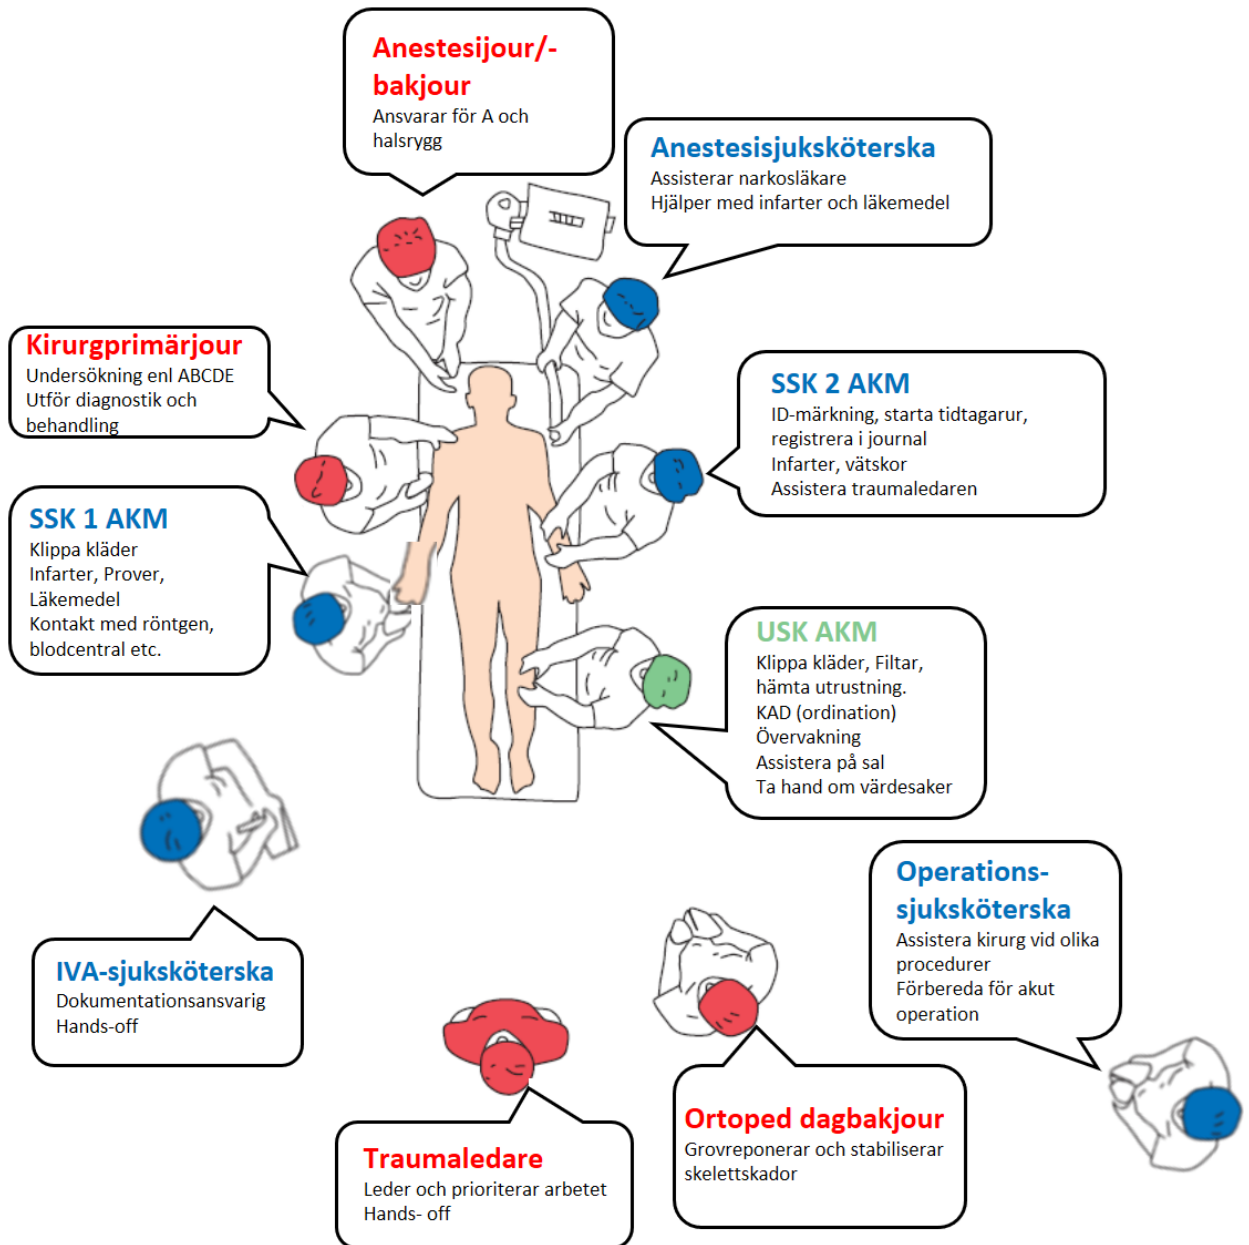 Anestesijour/-
bakjour
Ansvarar för A och
halsrygg
Anestesisjuksköterska
Assisterar narkosläkare
Hjälper med infarter och läkemedel
Kirurgprimärjour
Undersökning enl ABCDE
Utför diagnostik och
behandling
SSK 2 AKM
ID-märkning, starta tidtagarur,
registrera i journal
Infarter, vätskor
Assistera traumaledaren
SSK 1 AKM
Klippa kläder
Infarter, Prover,
Läkemedel
Kontakt med röntgen,
blodcentral etc.
USK AKM
Klippa kläder, Filtar,
hämta utrustning.
KAD (ordination)
Övervakning
Assistera på sal
Ta hand om värdesaker
Operations-
sjuksköterska
Assistera kirurg vid olika
procedurer
Förbereda för akut
operation
IVA-sjuksköterska
Dokumentationsansvarig
Hands-off
Ortoped dagbakjour
Grovreponerar och stabiliserar
skelettskador
Traumaledare
Leder och prioriterar arbetet
Hands- off